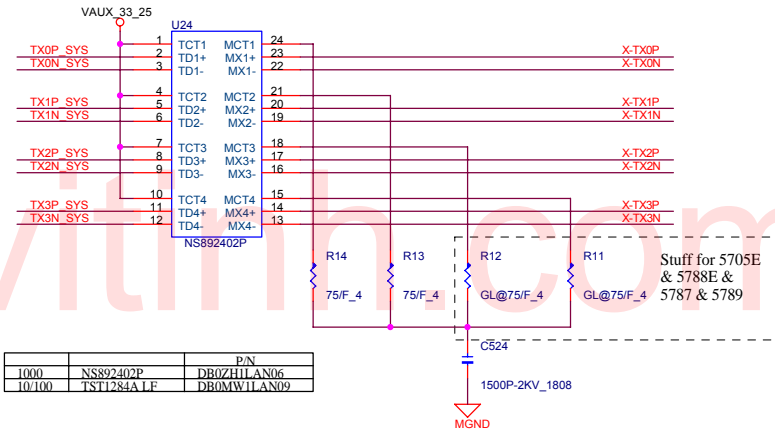 VAUX_33_25
U24
1 TCT1 MCT1 24
TX0P_SYS 2 TD1+ MX1+ 23 X-TX0P
TX0N_SYS 3 TD1- MX1- 22 X-TX0N
4 TCT2 MCT2 21
TX1P_SYS 5 TD2+ MX2+ 20 X-TX1P
TX1N_SYS 6 TD2- MX2- 19 X-TX1N
7 TCT3 MCT3 18
TX2P_SYS 8 TD3+ MX3+ 17 X-TX2P
TX2N_SYS 9 TD3- MX3- 16 X-TX2N
10 TCT4 MCT4 15
TX3P_SYS 11 TD4+ MX4+ 14 X-TX3P
TX3N_SYS 12 TD4- MX4- 13 X-TX3N
NS892402P
R14 R13 R12 R11
75/F_4 75/F_4 GL@75/F_4 GL@75/F_4
Stuff for 5705E
& 5788E &
5787 & 5789
C524
1500P-2KV_1808
MGND
P/N
1000 NS892402P DB0ZH1LAN06
10/100 TST1284A LF DB0MW1LAN09
vitinh.com